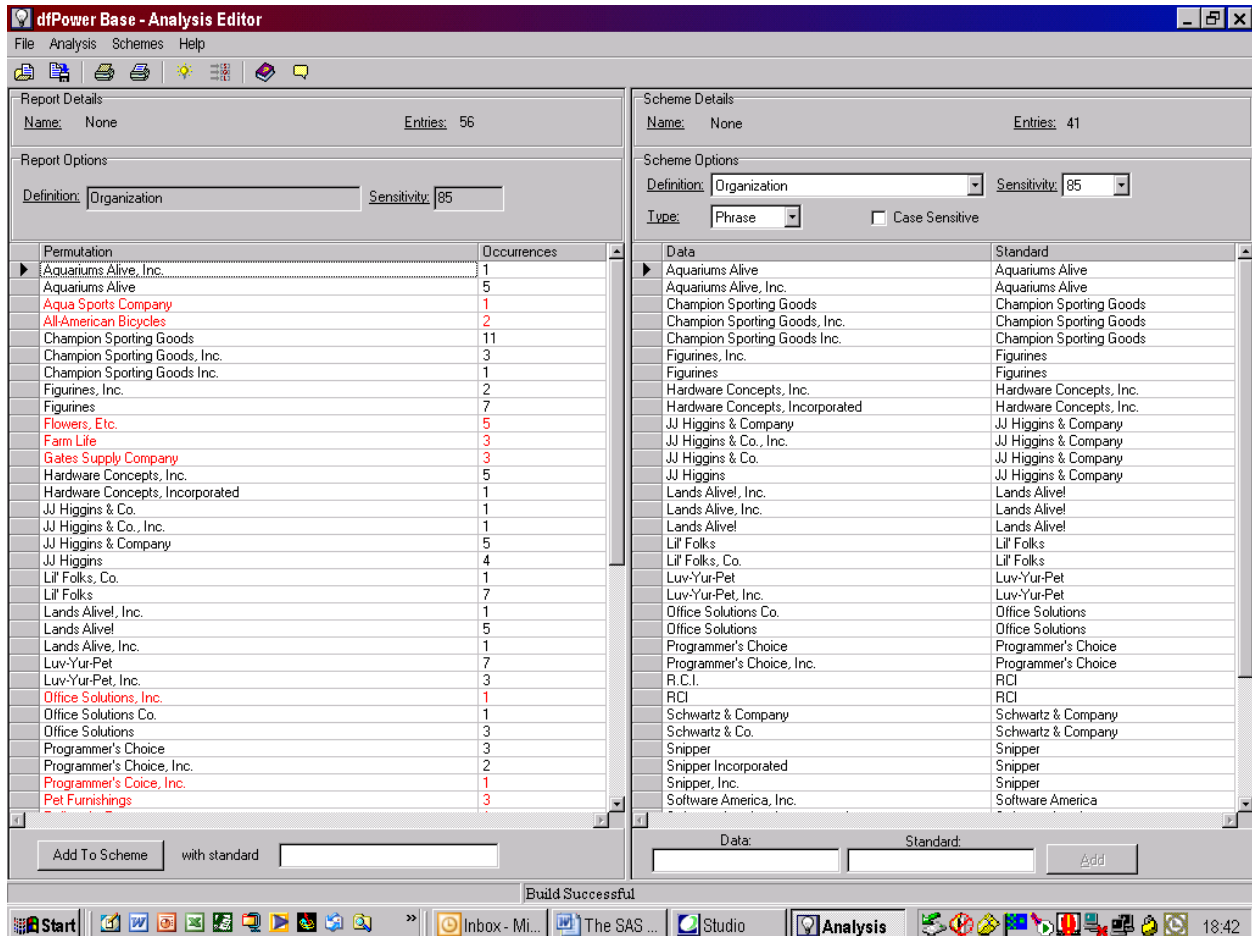 dfPower Base - Analysis Editor
File Analysis Schemes Help
Report Details
Name: None Entries: 56
Report Options
Definition: Organization Sensitivity: 85
Permutation Occurrences
Aquariums Alive, Inc. 1
Aquariums Alive 5
Aqua Sports Company 1
All-American Bicycles 2
Champion Sporting Goods 11
Champion Sporting Goods, Inc. 3
Champion Sporting Goods Inc. 1
Figurines, Inc. 2
Figurines 7
Flowers, Etc. 5
Farm Life 3
Gates Supply Company 3
Hardware Concepts, Inc. 5
Hardware Concepts, Incorporated 1
JJ Higgins & Co. 1
JJ Higgins & Co., Inc. 1
JJ Higgins & Company 5
JJ Higgins 4
Lil' Folks, Co. 1
Lil' Folks 7
Lands Alive!, Inc. 1
Lands Alive! 5
Lands Alive, Inc. 1
Luv-Yur-Pet 7
Luv-Yur-Pet, Inc. 3
Office Solutions, Inc. 1
Office Solutions Co. 1
Office Solutions 3
Programmer's Choice 3
Programmer's Choice, Inc. 2
Programmer's Coice, Inc. 1
Pet Furnishings 3
Add To Scheme with standard
Scheme Details
Name: None Entries: 41
Scheme Options
Definition: Organization Sensitivity: 85
Type: Phrase Case Sensitive
Data Standard
Aquariums Alive Aquariums Alive
Aquariums Alive, Inc. Aquariums Alive
Champion Sporting Goods Champion Sporting Goods
Champion Sporting Goods, Inc. Champion Sporting Goods
Champion Sporting Goods Inc. Champion Sporting Goods
Figurines, Inc. Figurines
Figurines Figurines
Hardware Concepts, Inc. Hardware Concepts, Inc.
Hardware Concepts, Incorporated Hardware Concepts, Inc.
JJ Higgins & Company JJ Higgins & Company
JJ Higgins & Co., Inc. JJ Higgins & Company
JJ Higgins & Co. JJ Higgins & Company
JJ Higgins JJ Higgins & Company
Lands Alive!, Inc. Lands Alive!
Lands Alive, Inc. Lands Alive!
Lands Alive! Lands Alive!
Lil' Folks Lil' Folks
Lil' Folks, Co. Lil' Folks
Luv-Yur-Pet Luv-Yur-Pet
Luv-Yur-Pet, Inc. Luv-Yur-Pet
Office Solutions Co. Office Solutions
Office Solutions Office Solutions
Programmer's Choice Programmer's Choice
Programmer's Choice, Inc. Programmer's Choice
R.C.I. RCI
RCI RCI
Schwartz & Company Schwartz & Company
Schwartz & Co. Schwartz & Company
Snipper Snipper
Snipper Incorporated Snipper
Snipper, Inc. Snipper
Software America, Inc. Software America
Data: Standard:
Add
Build Successful
Start » Inbox - Mi... The SAS ... Studio Analysis 18:42